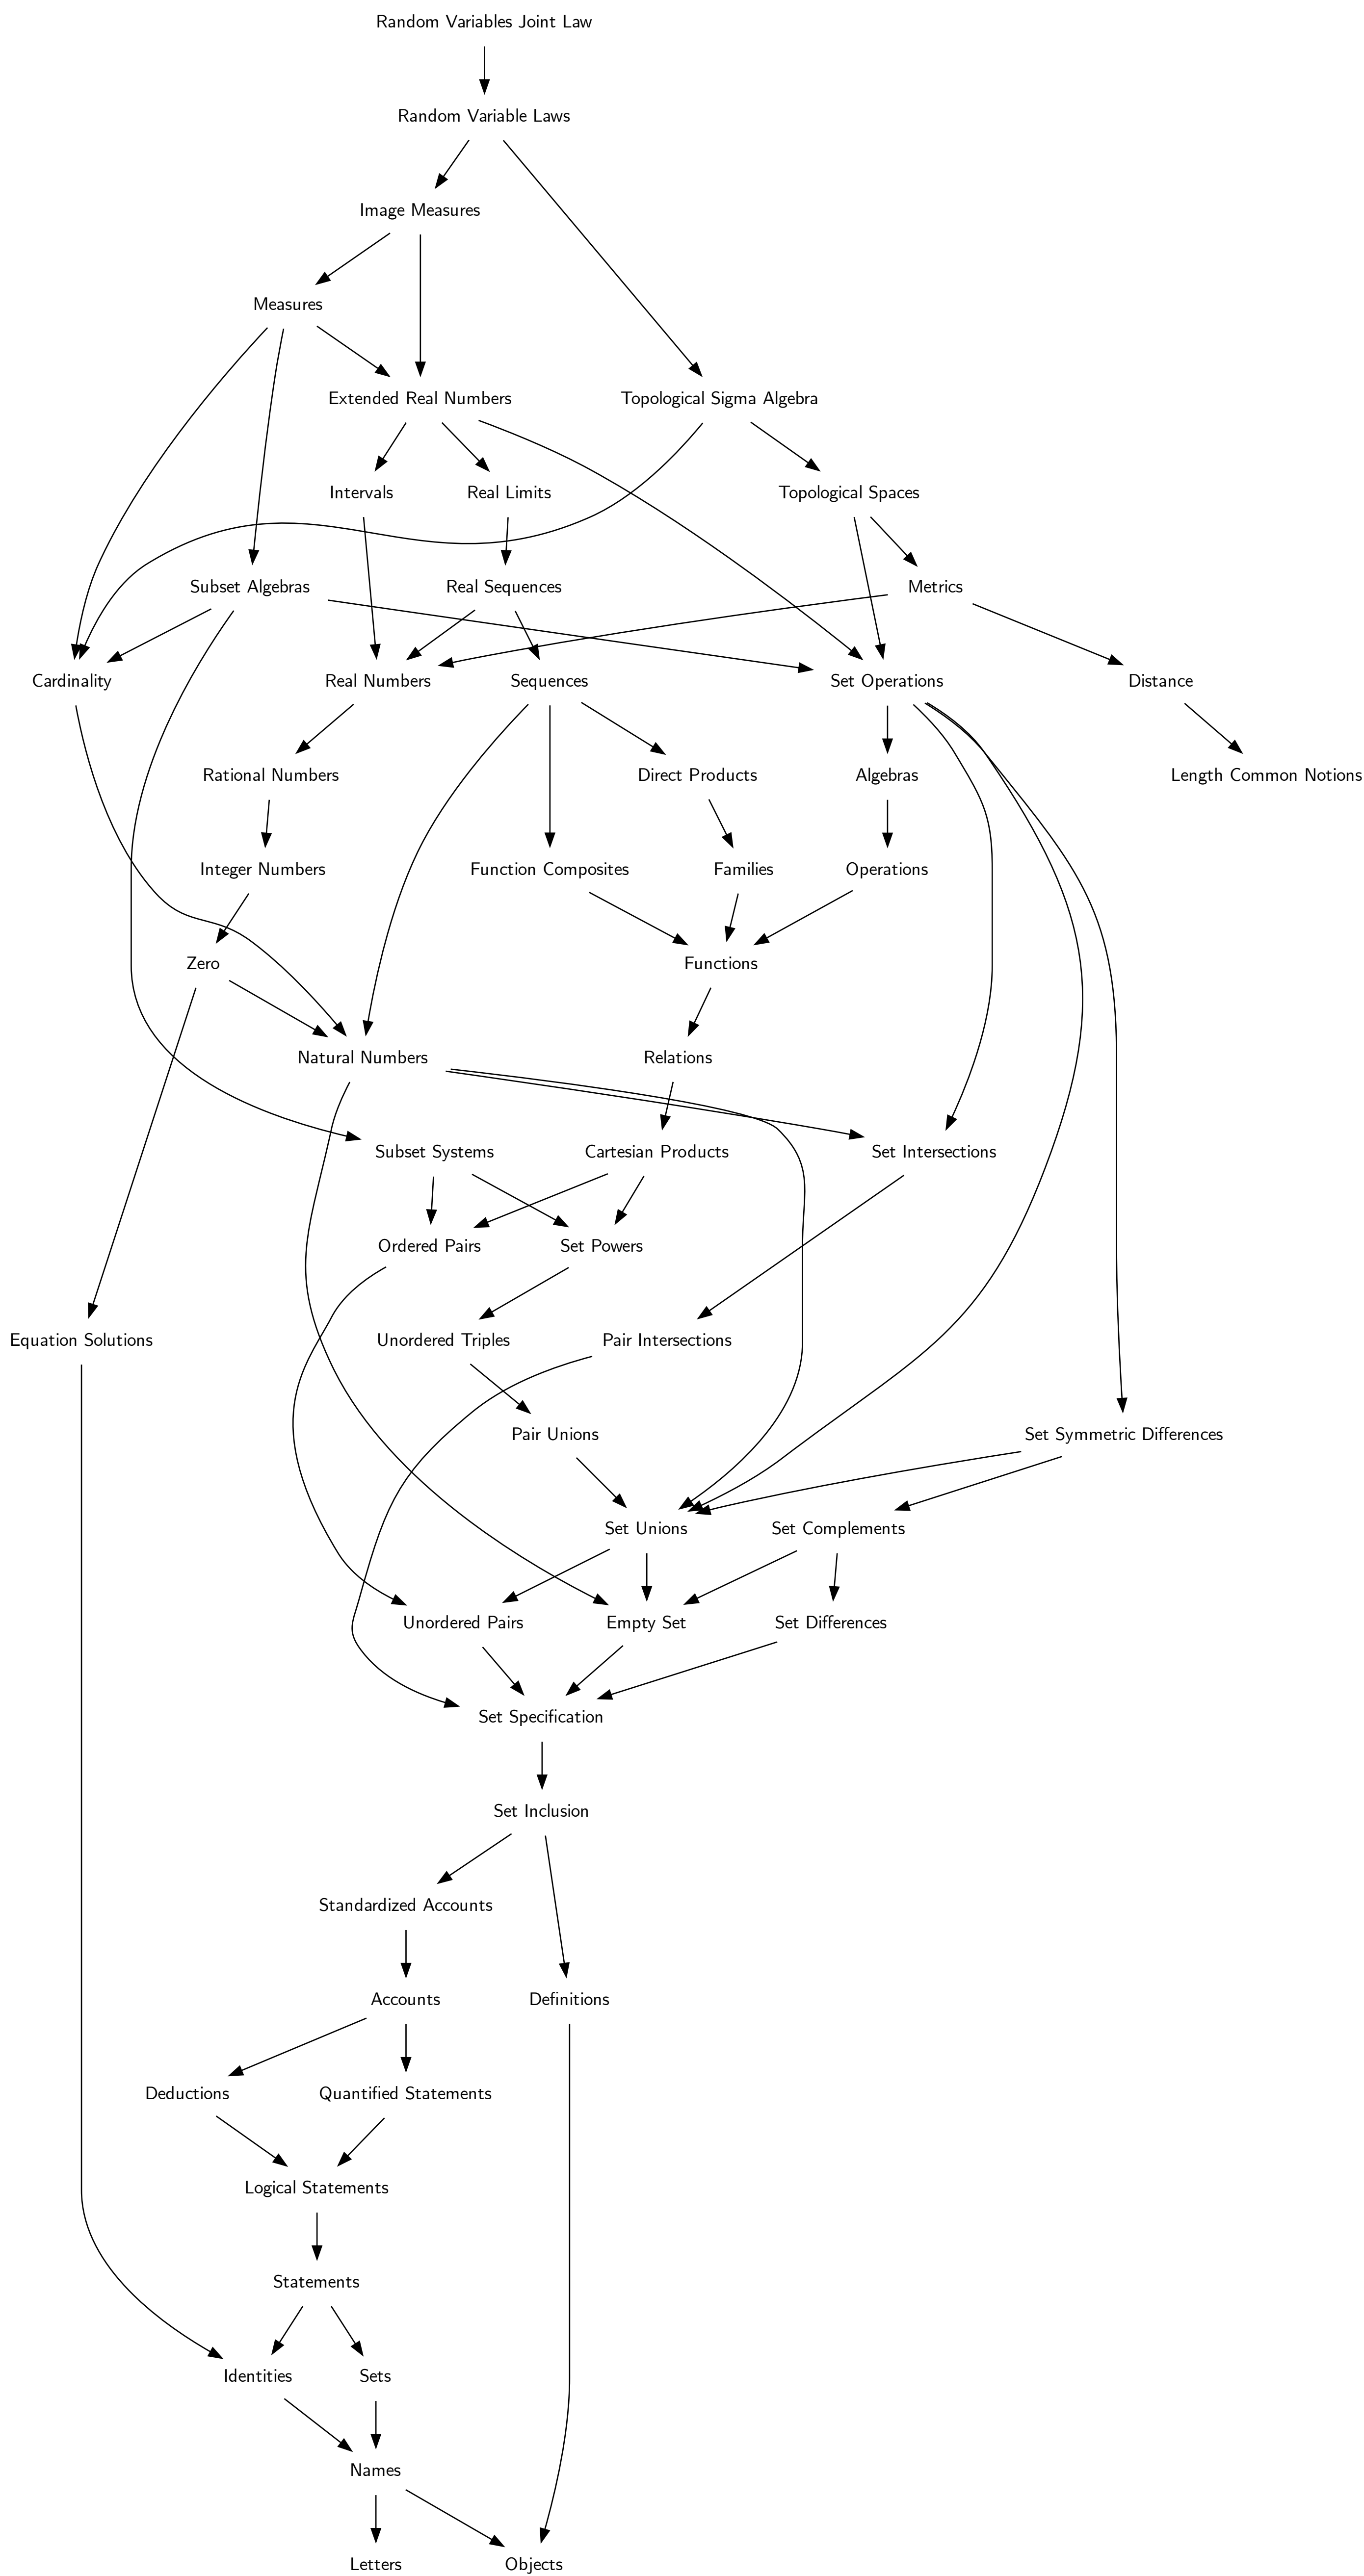 Random Variables Joint Law
Random Variable Laws
Image Measures
Measures
Extended Real Numbers
Topological Sigma Algebra
Intervals
Real Limits
Topological Spaces
Subset Algebras
Real Sequences
Metrics
Cardinality
Real Numbers
Sequences
Set Operations
Distance
Rational Numbers
Direct Products
Algebras
Length Common Notions
Integer Numbers
Function Composites
Families
Operations
Zero
Functions
Natural Numbers
Relations
Subset Systems
Cartesian Products
Set Intersections
Ordered Pairs
Set Powers
Equation Solutions
Unordered Triples
Pair Intersections
Pair Unions
Set Symmetric Differences
Set Unions
Set Complements
Unordered Pairs
Empty Set
Set Differences
Set Specification
Set Inclusion
Standardized Accounts
Accounts
Definitions
Deductions
Quantified Statements
Logical Statements
Statements
Identities
Sets
Names
Letters
Objects